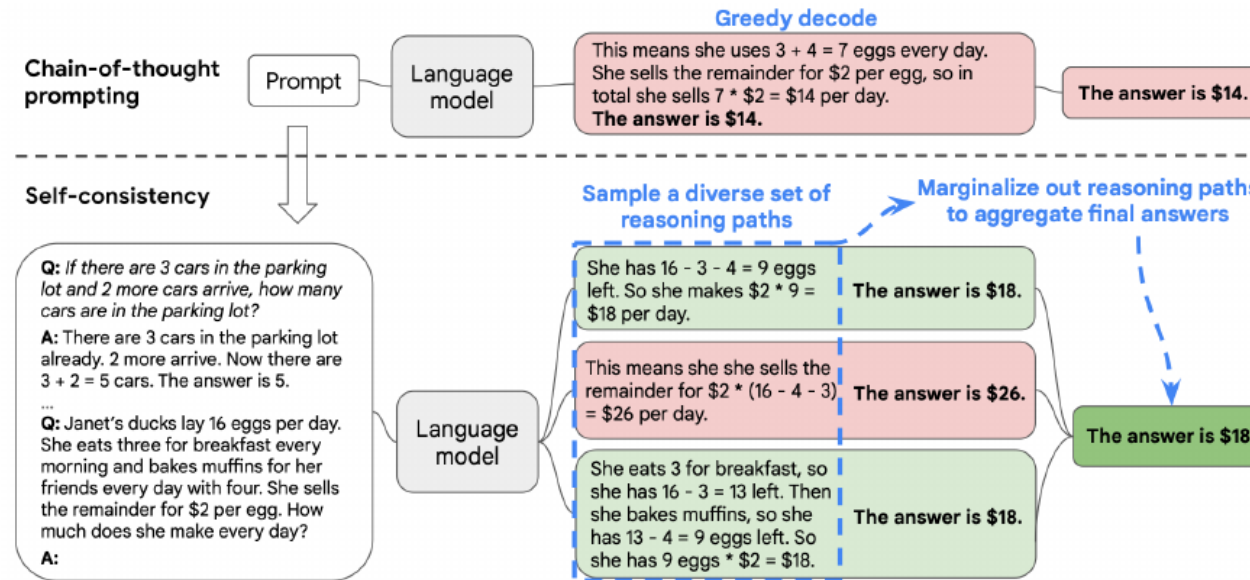 Greedy decode
Chain-of-thought
prompting
Prompt
Language
model
This means she uses 3 + 4 = 7 eggs every day.
She sells the remainder for $2 per egg, so in
total she sells 7 * $2 = $14 per day.
The answer is $14.
The answer is $14.
Self-consistency
Sample a diverse set of
reasoning paths
Marginalize out reasoning paths
to aggregate final answers
Q: If there are 3 cars in the parking
lot and 2 more cars arrive, how many
cars are in the parking lot?
A: There are 3 cars in the parking lot
already. 2 more arrive. Now there are
3 + 2 = 5 cars. The answer is 5.
...
Q: Janet's ducks lay 16 eggs per day.
She eats three for breakfast every
morning and bakes muffins for her
friends every day with four. She sells
the remainder for $2 per egg. How
much does she make every day?
A:
Language
model
She has 16 - 3 - 4 = 9 eggs
left. So she makes $2 * 9 =
$18 per day.
The answer is $18.
This means she she sells the
remainder for $2 * (16 - 4 - 3)
= $26 per day.
The answer is $26.
She eats 3 for breakfast, so
she has 16 - 3 = 13 left. Then
she bakes muffins, so she
has 13 - 4 = 9 eggs left. So
she has 9 eggs * $2 = $18.
The answer is $18.
The answer is $18